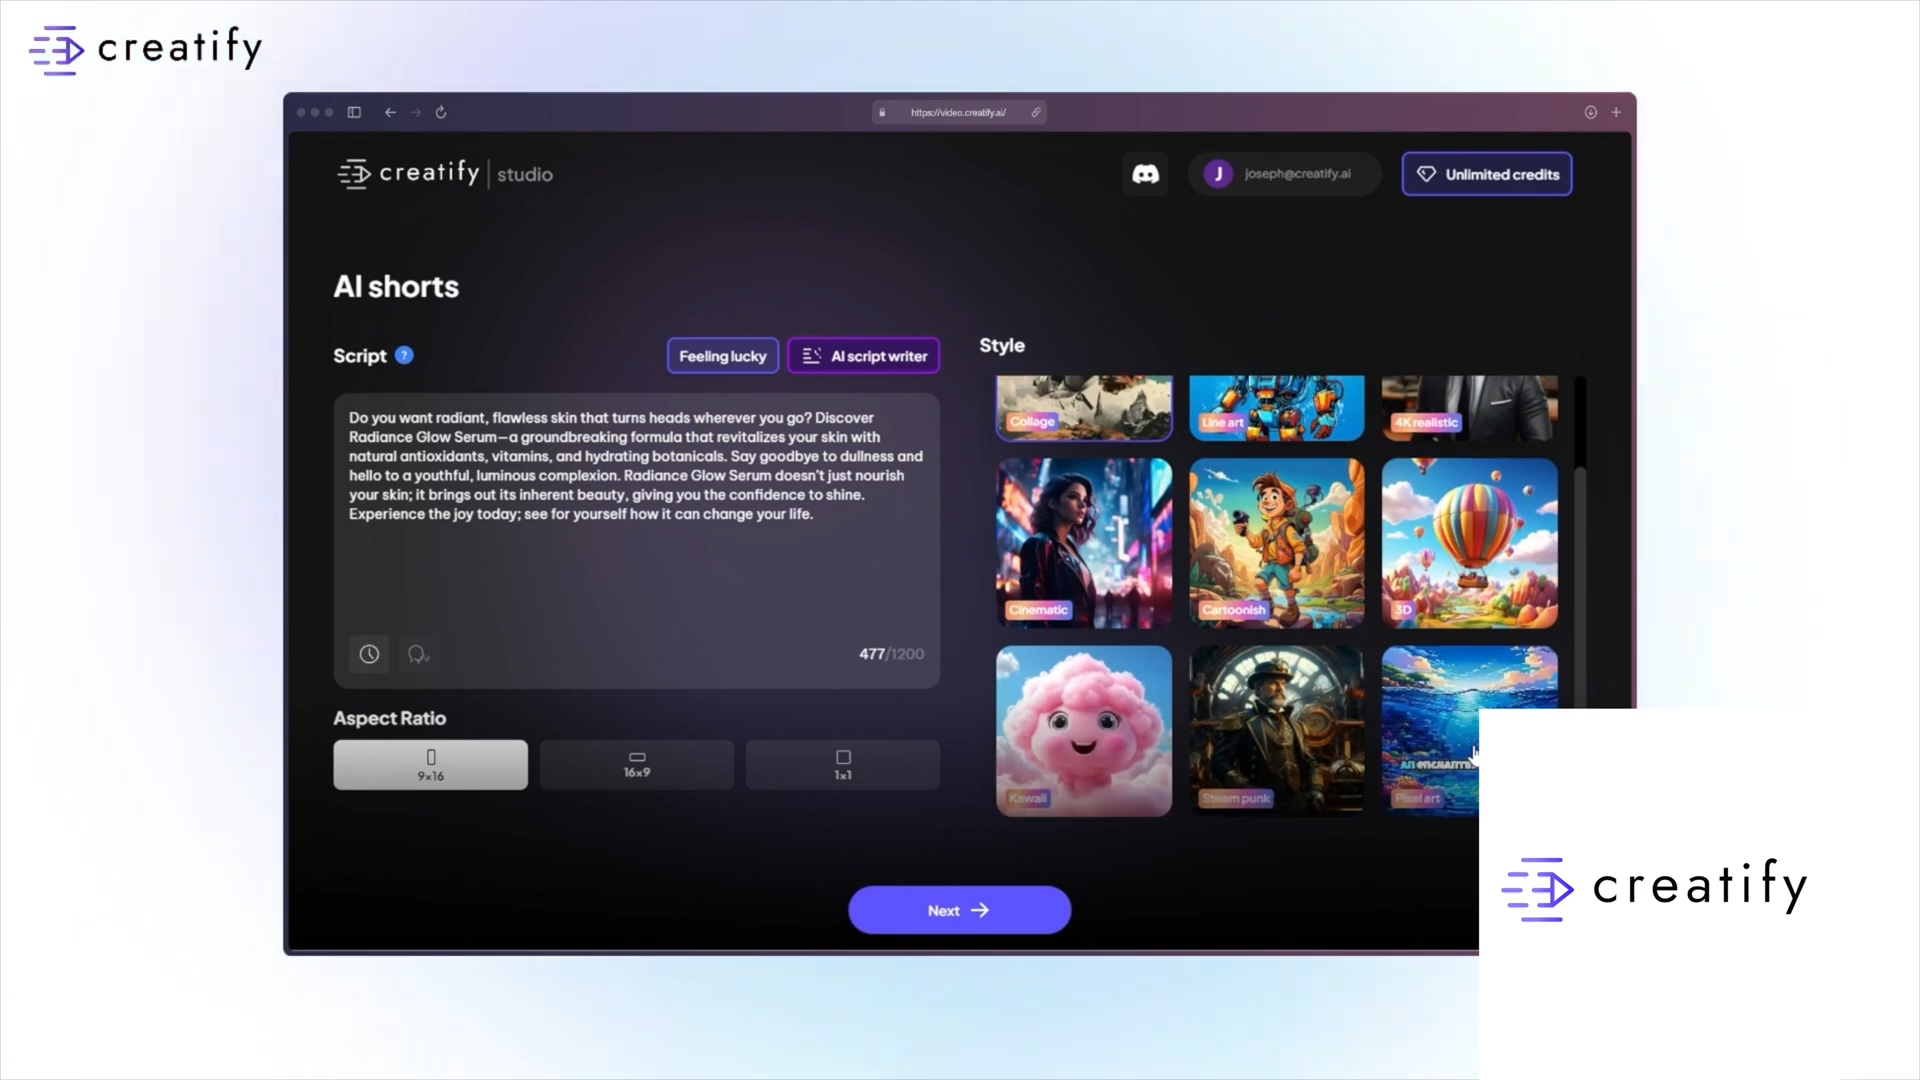 creatify
https://video.creatify.ai/
creatify | studio
J
joseph@creatify.ai
Unlimited credits
AI shorts
Script ?
Feeling lucky
AI script writer
Do you want radiant, flawless skin that turns heads wherever you go? Discover
Radiance Glow Serum—a groundbreaking formula that revitalizes your skin with
natural antioxidants, vitamins, and hydrating botanicals. Say goodbye to dullness and
hello to a youthful, luminous complexion. Radiance Glow Serum doesn't just nourish
your skin; it brings out its inherent beauty, giving you the confidence to shine.
Experience the joy today; see for yourself how it can change your life.
477/1200
Aspect Ratio
9x16
16x9
1x1
Style
Collage
Line art
4K realistic
Cinematic
Cartoonish
3D
Kawaii
Steam punk
AN
Pixel art
Next
creatify